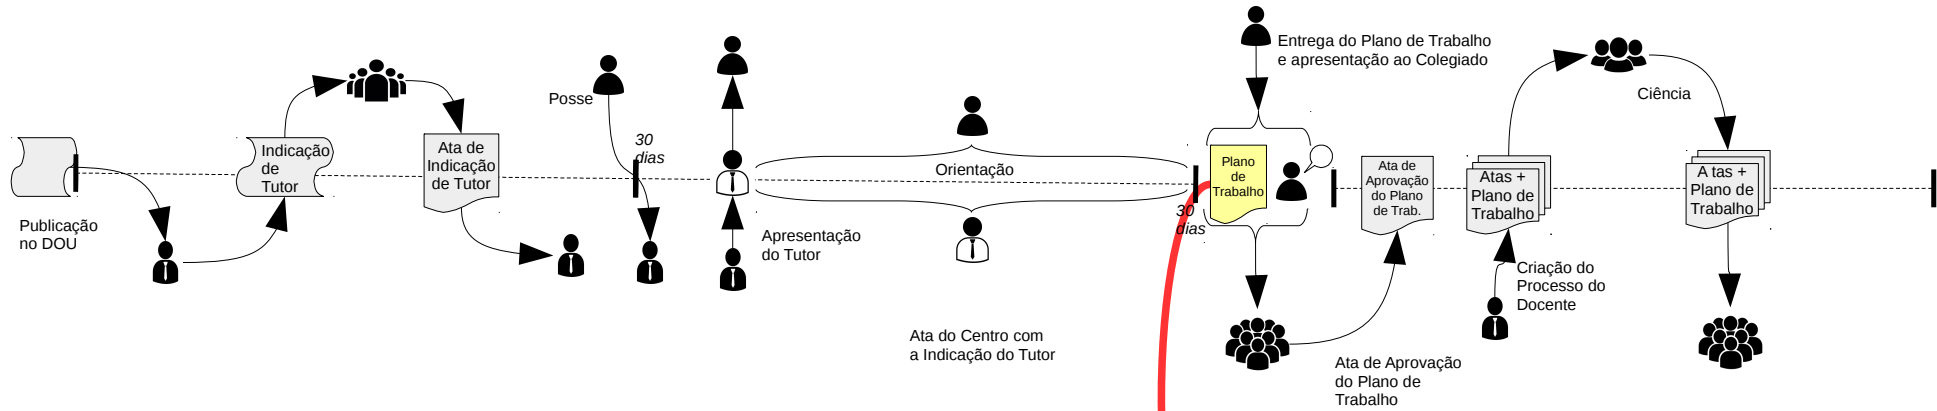 Publicação
no DOU
Indicação
de
Tutor
Ata de
Indicação
de Tutor
Posse
30
dias
Apresentação
do Tutor
Orientação
Ata do Centro com
a Indicação do Tutor
Entrega do Plano de Trabalho
e apresentação ao Colegiado
Plano
de
Trabalho
30
dias
Ata de
Aprovação
do Plano
de Trab.
Ata de Aprovação
do Plano de
Trabalho
Atas +
Plano de
Trabalho
Criação do
Processo do
Docente
Ciência
A tas +
Plano de
Trabalho